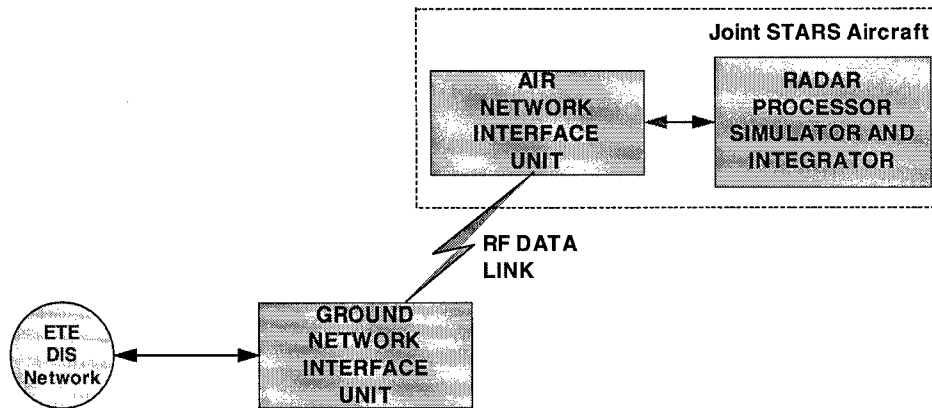 Joint STARS Aircraft
AIR
NETWORK
INTERFACE
UNIT
RADAR
PROCESSOR
SIMULATOR AND
INTEGRATOR
RF DATA
LINK
GROUND
NETWORK
INTERFACE
UNIT
ETE
DIS
Network